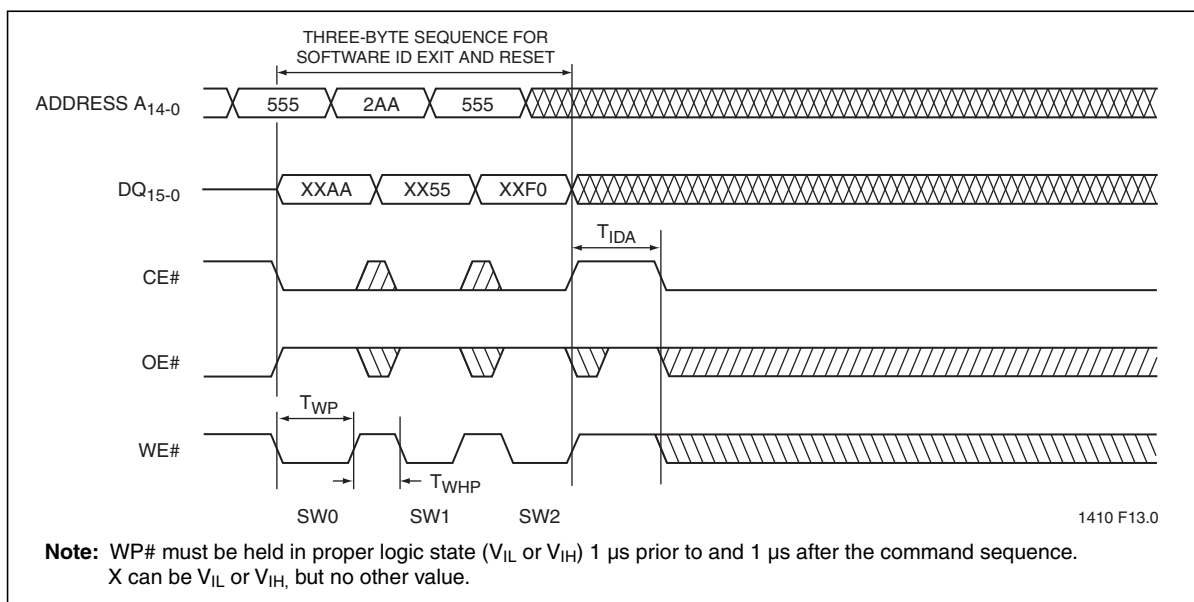 THREE-BYTE SEQUENCE FOR
SOFTWARE ID EXIT AND RESET
ADDRESS A14-0
555 2AA 555
DQ15-0
XXAA XX55 XXF0
TIDA
CE#
OE#
TWP
WE#
TWHP
SW0 SW1 SW2
1410 F13.0
Note: WP# must be held in proper logic state (VIL or VIH) 1 µs prior to and 1 µs after the command sequence.
X can be VIL or VIH, but no other value.